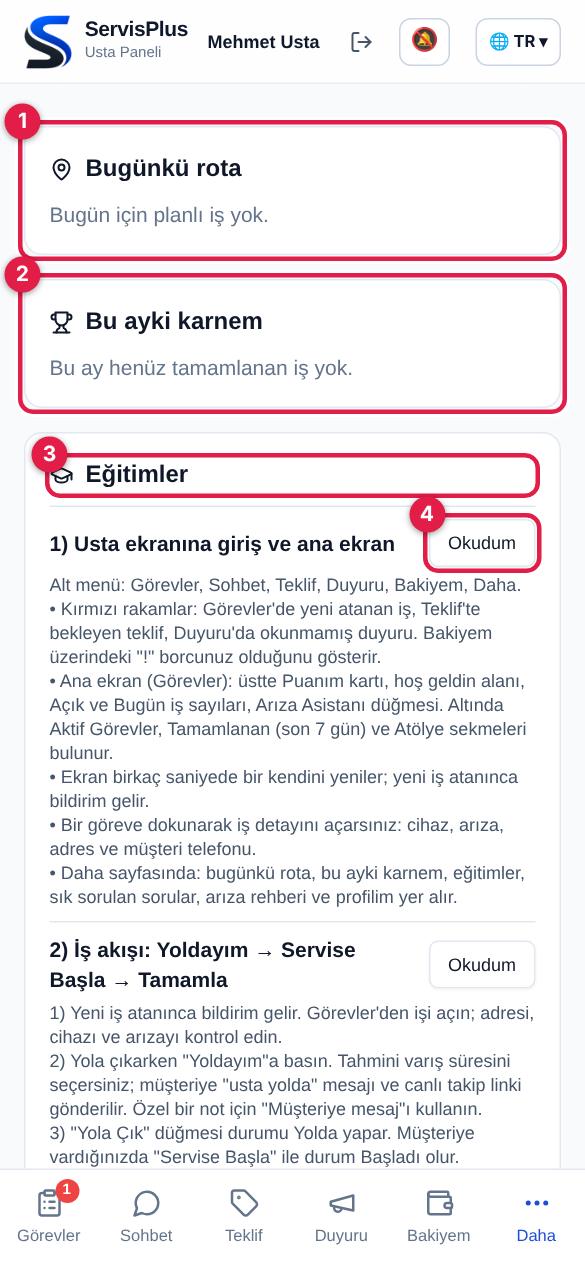 ServisPlus
Usta Paneli
Mehmet Usta
TR ▾
1
Bugünkü rota
Bugün için planlı iş yok.
2
Bu ayki karnem
Bu ay henüz tamamlanan iş yok.
3
Eğitimler
4
1) Usta ekranına giriş ve ana ekran
Okudum
Alt menü: Görevler, Sohbet, Teklif, Duyuru, Bakiyem, Daha.
• Kırmızı rakamlar: Görevler'de yeni atanan iş, Teklif'te
bekleyen teklif, Duyuru'da okunmamış duyuru. Bakiyem
üzerindeki "!" borcunuz olduğunu gösterir.
• Ana ekran (Görevler): üstte Puanım kartı, hoş geldin alanı,
Açık ve Bugün iş sayıları, Arıza Asistanı düğmesi. Altında
Aktif Görevler, Tamamlanan (son 7 gün) ve Atölye sekmeleri
bulunur.
• Ekran birkaç saniyede bir kendini yeniler; yeni iş atanınca
bildirim gelir.
• Bir göreve dokunarak iş detayını açarsınız: cihaz, arıza,
adres ve müşteri telefonu.
• Daha sayfasında: bugünkü rota, bu ayki karnem, eğitimler,
sık sorulan sorular, arıza rehberi ve profilim yer alır.
2) İş akışı: Yoldayım → Servise
Başla → Tamamla
Okudum
1) Yeni iş atanınca bildirim gelir. Görevler'den işi açın; adresi,
cihazı ve arızayı kontrol edin.
2) Yola çıkarken "Yoldayım"a basın. Tahmini varış süresini
seçersiniz; müşteriye "usta yolda" mesajı ve canlı takip linki
gönderilir. Özel bir not için "Müşteriye mesaj"ı kullanın.
3) "Yola Çık" düğmesi durumu Yolda yapar. Müşteriye
vardığınızda "Servise Başla" ile durum Başladı olur.
1
Görevler
Sohbet
Teklif
Duyuru
Bakiyem
Daha